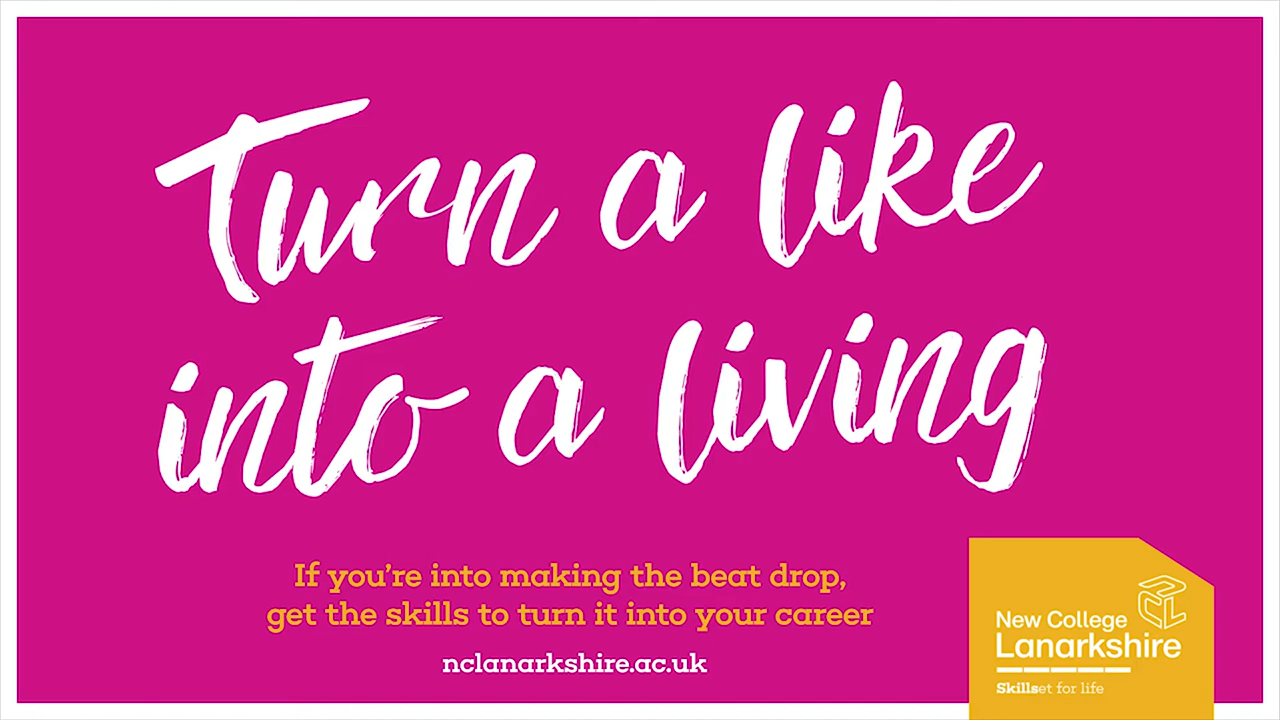 Turn a like
into a living
If you're into making the beat drop,
get the skills to turn it into your career
nclanarkshire.ac.uk
NCL
New College
Lanarkshire
Skillset for life